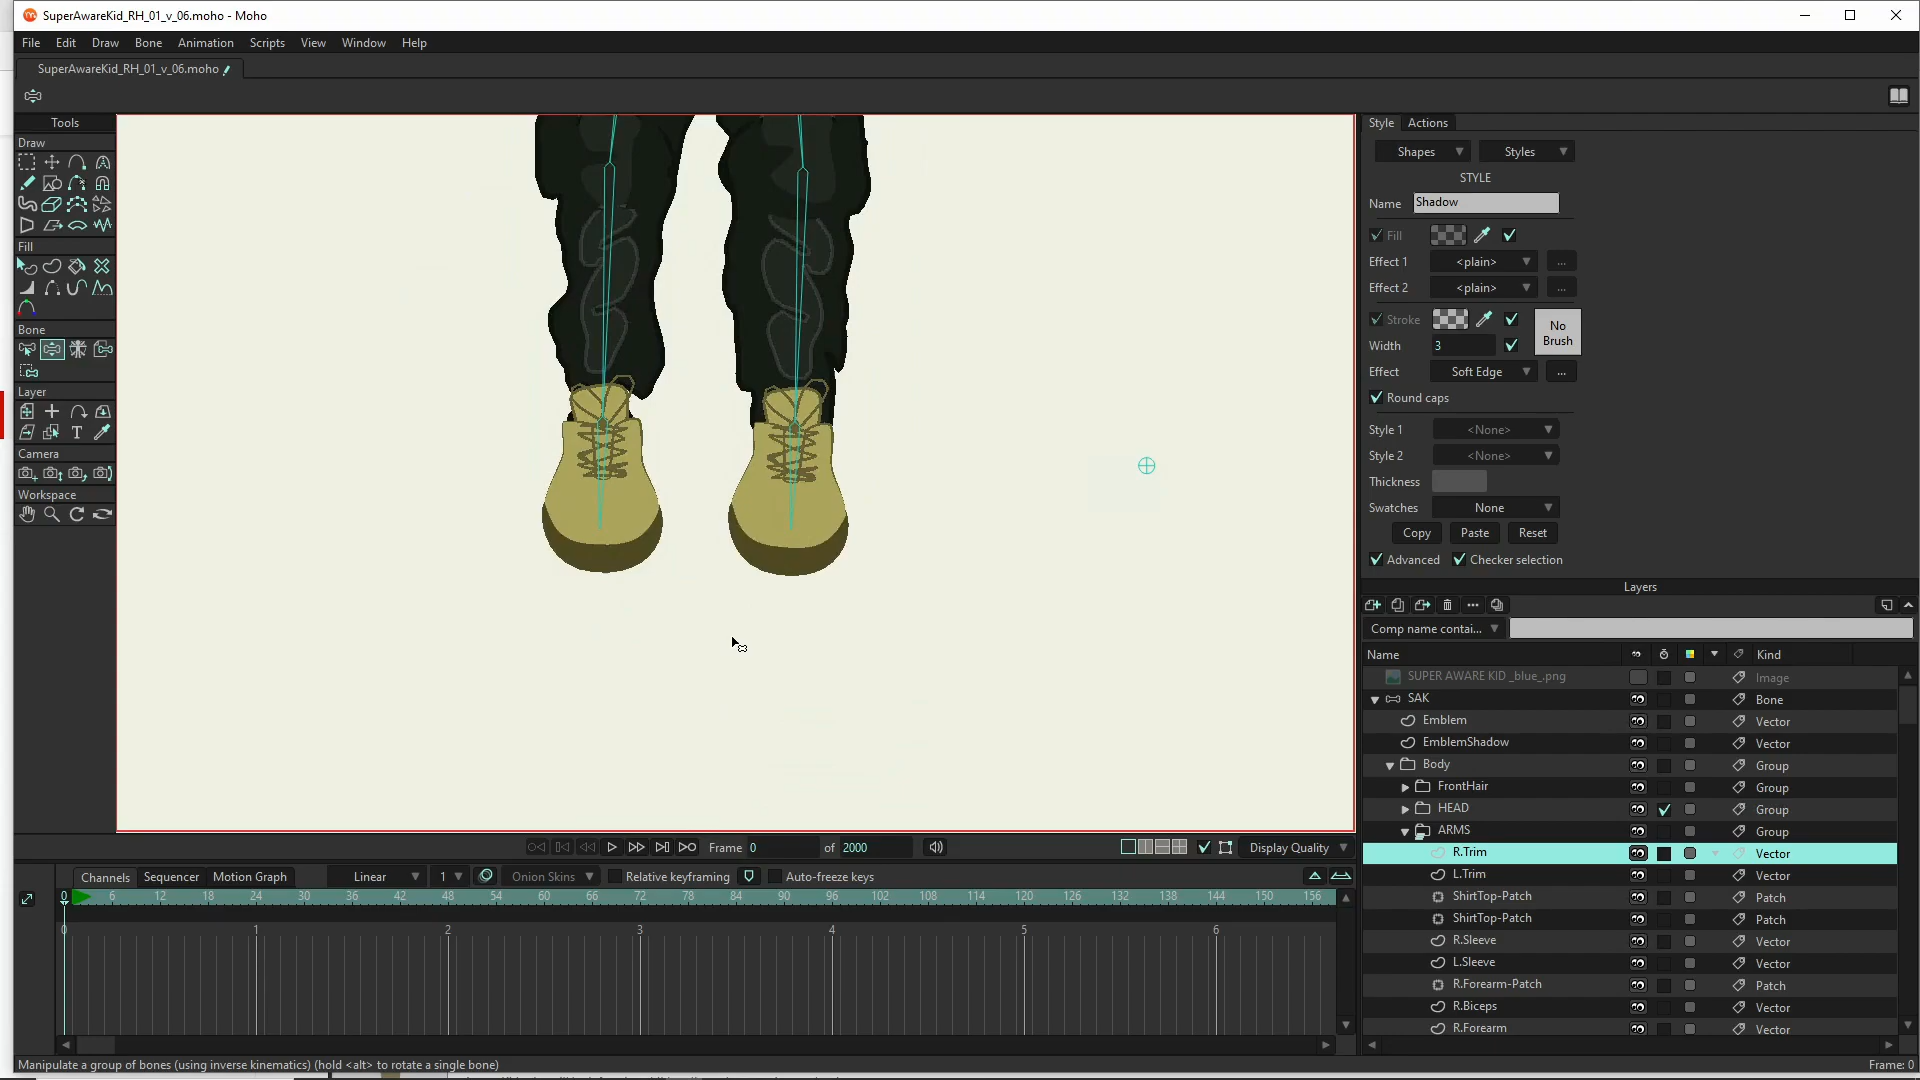 SuperAwareKid_RH_01_v_06.moho - Moho
File Edit Draw Bone Animation Scripts View Window Help
SuperAwareKid_RH_01_v_06.moho
Tools
Draw
Fill
Bone
Layer
Camera
Workspace
Style Actions
Shapes Styles
STYLE
Name Shadow
Fill
Effect 1 <plain> ...
Effect 2 <plain> ...
Stroke
No Brush
Width 3
Effect Soft Edge ...
Round caps
Style 1 <None>
Style 2 <None>
Thickness
Swatches None
Copy Paste Reset
Advanced Checker selection
Layers
Comp name contai...
Name Kind
SUPER AWARE KID _blue_.png Image
SAK Bone
Emblem Vector
EmblemShadow Vector
Body Group
FrontHair Group
HEAD Group
ARMS Group
R.Trim Vector
L.Trim Vector
ShirtTop-Patch Patch
ShirtTop-Patch Patch
R.Sleeve Vector
L.Sleeve Vector
R.Forearm-Patch Patch
R.Biceps Vector
R.Forearm Vector
Frame 0 of 2000 Display Quality
Channels Sequencer Motion Graph Linear 1 Onion Skins Relative keyframing Auto-freeze keys
0 6 12 18 24 30 36 42 48 54 60 66 72 78 84 90 96 102 108 114 120 126 132 138 144 150 156
0 1 2 3 4 5 6
Manipulate a group of bones (using inverse kinematics) (hold <alt> to rotate a single bone) Frame: 0